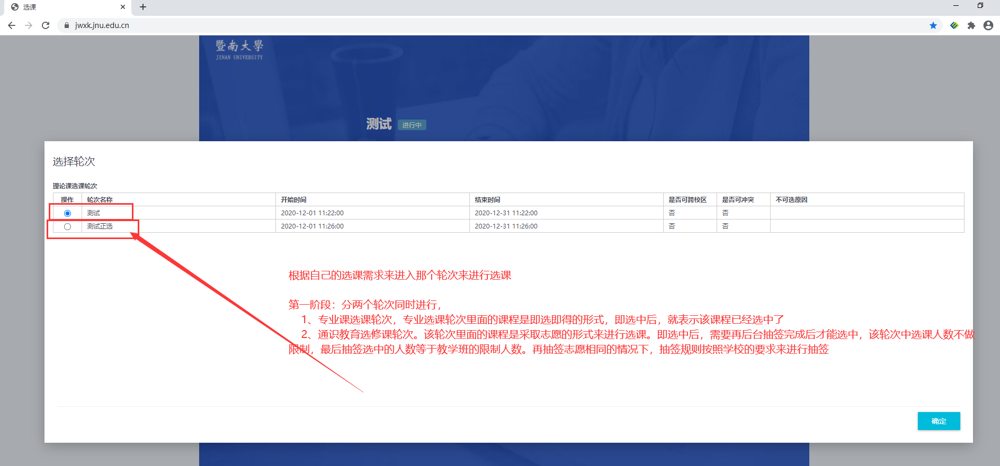 选课
jwxk.jnu.edu.cn
暨南大學
JINAN UNIVERSITY
测试 进行中
选择轮次
理论课选课轮次
操作 轮次名称 开始时间 结束时间 是否可跨校区 是否可冲突 不可选原因
测试 2020-12-01 11:22:00 2020-12-31 11:22:00 否 否
测试正选 2020-12-01 11:26:00 2020-12-31 11:26:00 否 否
根据自己的选课需求来进入那个轮次来进行选课
第一阶段：分两个轮次同时进行，
1、专业课选课轮次，专业选课轮次里面的课程是即选即得的形式，即选中后，就表示该课程已经选中了
2、通识教育选修课轮次。该轮次里面的课程是采取志愿的形式来进行选课。即选中后，需要再后台抽签完成后才能选中，该轮次中选课人数不做
限制，最后抽签选中的人数等于教学班的限制人数。再抽签志愿相同的情况下，抽签规则按照学校的要求来进行抽签
确定